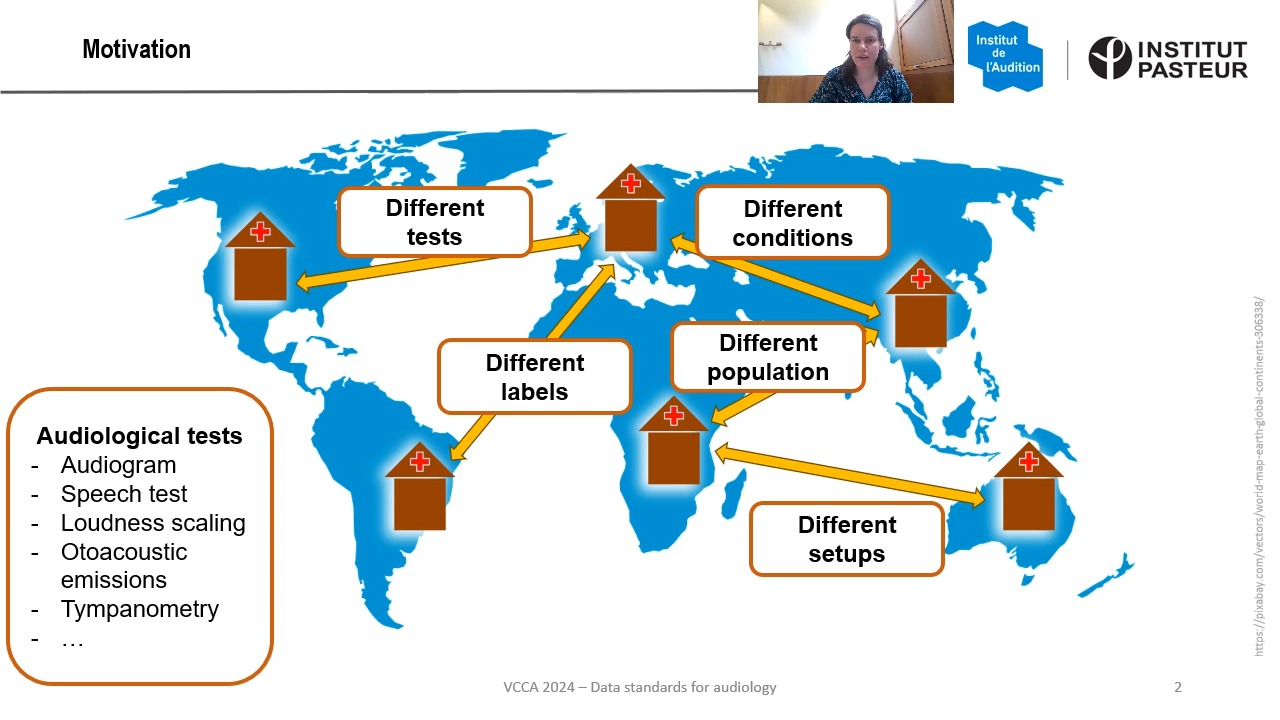 Motivation
Institut
de
l'Audition
INSTITUT
PASTEUR
Different
tests
Different
conditions
Different
labels
Different
population
Different
setups
Audiological tests
- Audiogram
- Speech test
- Loudness scaling
- Otoacoustic
emissions
- Tympanometry
- …
https://pixabay.com/vectors/world-map-earth-global-continents-306338/
VCCA 2024 – Data standards for audiology
2